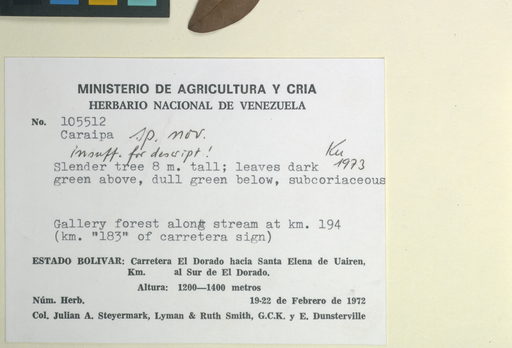 MINISTERIO DE AGRICULTURA Y CRIA
HERBARIO NACIONAL DE VENEZUELA
No. 105512
Caraipa sp. nov.
insuff. for descript!
Ku 1973
Slender tree 8 m. tall; leaves dark
green above, dull green below, subcoriaceous
Gallery forest along stream at km. 194
(km. "183" of carretera sign)
ESTADO BOLIVAR: Carretera El Dorado hacia Santa Elena de Uairen,
Km. al Sur de El Dorado.
Altura: 1200—1400 metros
Núm. Herb. 19-22 de Febrero de 1972
Col. Julian A. Steyermark, Lyman & Ruth Smith, G.C.K. y E. Dunsterville